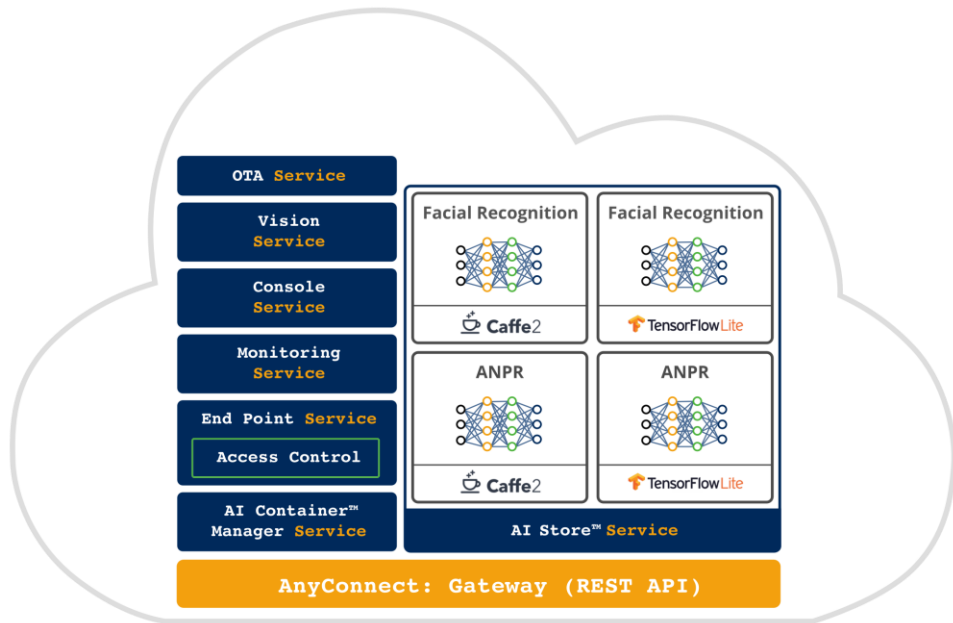 OTA Service
Vision
Service
Console
Service
Monitoring
Service
End Point Service
Access Control
AI Container™
Manager Service
Facial Recognition
Caffe2
Facial Recognition
TensorFlow Lite
ANPR
Caffe2
ANPR
TensorFlow Lite
AI Store™ Service
AnyConnect: Gateway (REST API)